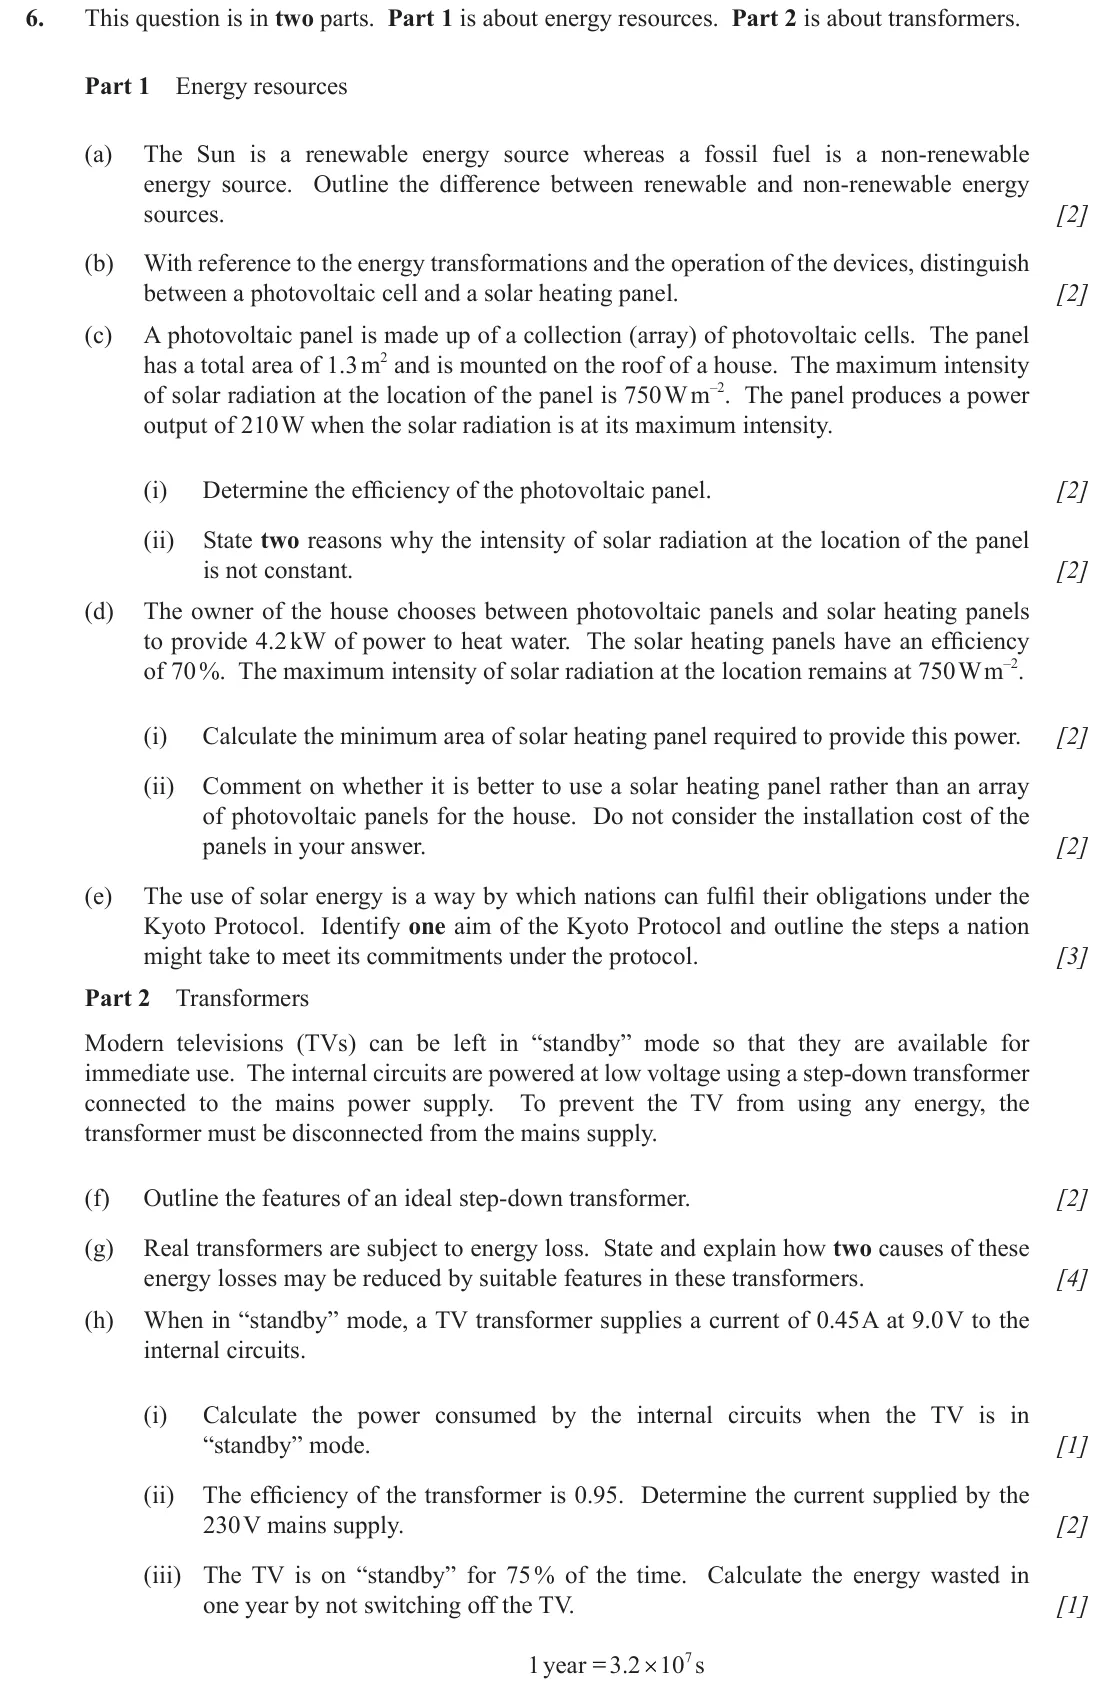 6. This question is in two parts. Part 1 is about energy resources. Part 2 is about transformers.
Part 1 Energy resources
(a) The Sun is a renewable energy source whereas a fossil fuel is a non-renewable
energy source. Outline the difference between renewable and non-renewable energy
sources. [2]
(b) With reference to the energy transformations and the operation of the devices, distinguish
between a photovoltaic cell and a solar heating panel. [2]
(c) A photovoltaic panel is made up of a collection (array) of photovoltaic cells. The panel
has a total area of 1.3 m² and is mounted on the roof of a house. The maximum intensity
of solar radiation at the location of the panel is 750 W m⁻². The panel produces a power
output of 210 W when the solar radiation is at its maximum intensity.
(i) Determine the efficiency of the photovoltaic panel. [2]
(ii) State two reasons why the intensity of solar radiation at the location of the panel
is not constant. [2]
(d) The owner of the house chooses between photovoltaic panels and solar heating panels
to provide 4.2 kW of power to heat water. The solar heating panels have an efficiency
of 70 %. The maximum intensity of solar radiation at the location remains at 750 W m⁻².
(i) Calculate the minimum area of solar heating panel required to provide this power. [2]
(ii) Comment on whether it is better to use a solar heating panel rather than an array
of photovoltaic panels for the house. Do not consider the installation cost of the
panels in your answer. [2]
(e) The use of solar energy is a way by which nations can fulfil their obligations under the
Kyoto Protocol. Identify one aim of the Kyoto Protocol and outline the steps a nation
might take to meet its commitments under the protocol. [3]
Part 2 Transformers
Modern televisions (TVs) can be left in “standby” mode so that they are available for
immediate use. The internal circuits are powered at low voltage using a step-down transformer
connected to the mains power supply. To prevent the TV from using any energy, the
transformer must be disconnected from the mains supply.
(f) Outline the features of an ideal step-down transformer. [2]
(g) Real transformers are subject to energy loss. State and explain how two causes of these
energy losses may be reduced by suitable features in these transformers. [4]
(h) When in “standby” mode, a TV transformer supplies a current of 0.45 A at 9.0 V to the
internal circuits.
(i) Calculate the power consumed by the internal circuits when the TV is in
“standby” mode. [1]
(ii) The efficiency of the transformer is 0.95. Determine the current supplied by the
230 V mains supply. [2]
(iii) The TV is on “standby” for 75 % of the time. Calculate the energy wasted in
one year by not switching off the TV. [1]
1 year = 3.2 × 10⁷ s